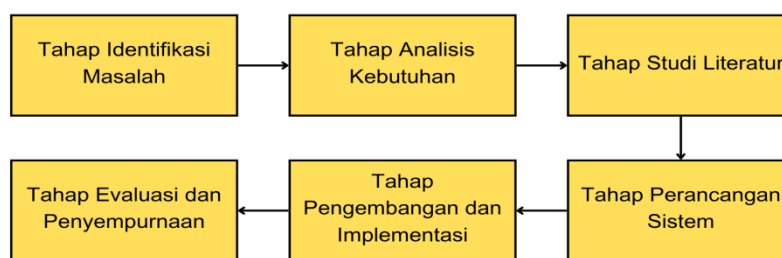 Tahap Identifikasi
Masalah
Tahap Analisis
Kebutuhan
Tahap Studi Literatur
Tahap Perancangan
Sistem
Tahap
Pengembangan dan
Implementasi
Tahap Evaluasi dan
Penyempurnaan